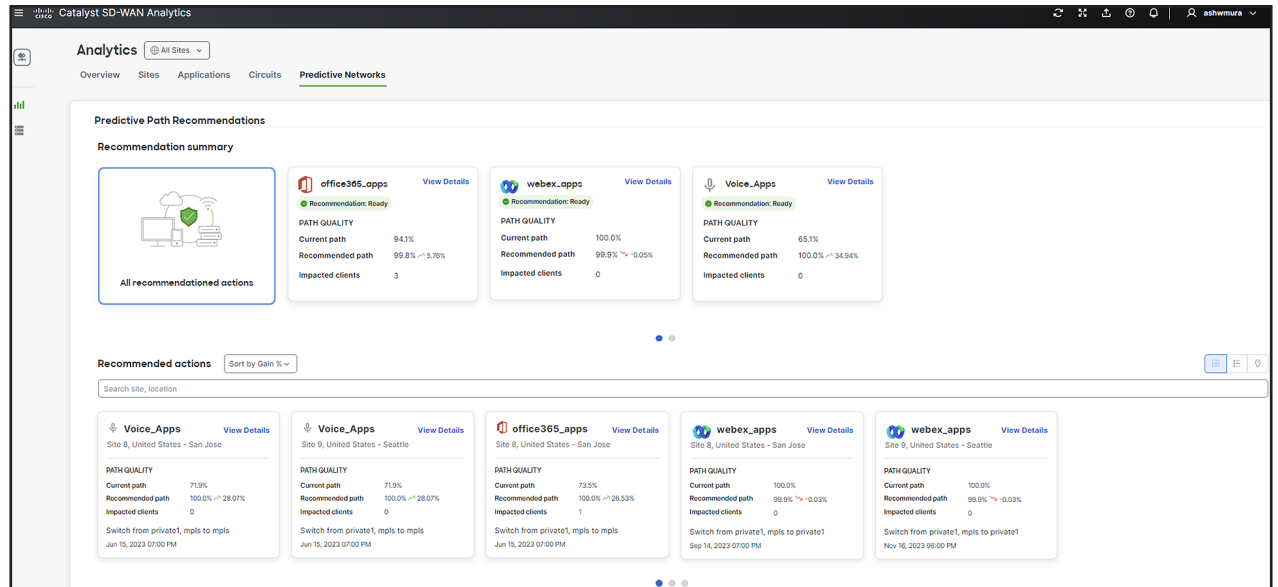 CISCO Catalyst SD-WAN Analytics
ashwmura
Analytics All Sites
Overview Sites Applications Circuits Predictive Networks
Predictive Path Recommendations
Recommendation summary
All recommendationed actions
office365_apps View Details
Recommendation: Ready
PATH QUALITY
Current path 94.1%
Recommended path 99.8% 5.76%
Impacted clients 3
webex_apps View Details
Recommendation: Ready
PATH QUALITY
Current path 100.0%
Recommended path 99.9% -0.05%
Impacted clients 0
Voice_Apps View Details
Recommendation: Ready
PATH QUALITY
Current path 65.1%
Recommended path 100.0% 34.94%
Impacted clients 0
Recommended actions Sort by Gain %
Search site, location
Voice_Apps View Details
Site 8, United States - San Jose
PATH QUALITY
Current path 71.9%
Recommended path 100.0% 28.07%
Impacted clients 0
Switch from private1, mpls to mpls
Jun 15, 2023 07:00 PM
Voice_Apps View Details
Site 9, United States - Seattle
PATH QUALITY
Current path 71.9%
Recommended path 100.0% 28.07%
Impacted clients 0
Switch from private1, mpls to mpls
Jun 15, 2023 07:00 PM
office365_apps View Details
Site 8, United States - San Jose
PATH QUALITY
Current path 73.5%
Recommended path 100.0% 26.53%
Impacted clients 1
Switch from private1, mpls to mpls
Jun 15, 2023 07:00 PM
webex_apps View Details
Site 8, United States - San Jose
PATH QUALITY
Current path 100.0%
Recommended path 99.9% -0.03%
Impacted clients 0
Switch from private1, mpls to private1
Sep 14, 2023 07:00 PM
webex_apps View Details
Site 9, United States - Seattle
PATH QUALITY
Current path 100.0%
Recommended path 99.9% -0.03%
Impacted clients 0
Switch from private1, mpls to private1
Nov 16, 2023 06:00 PM